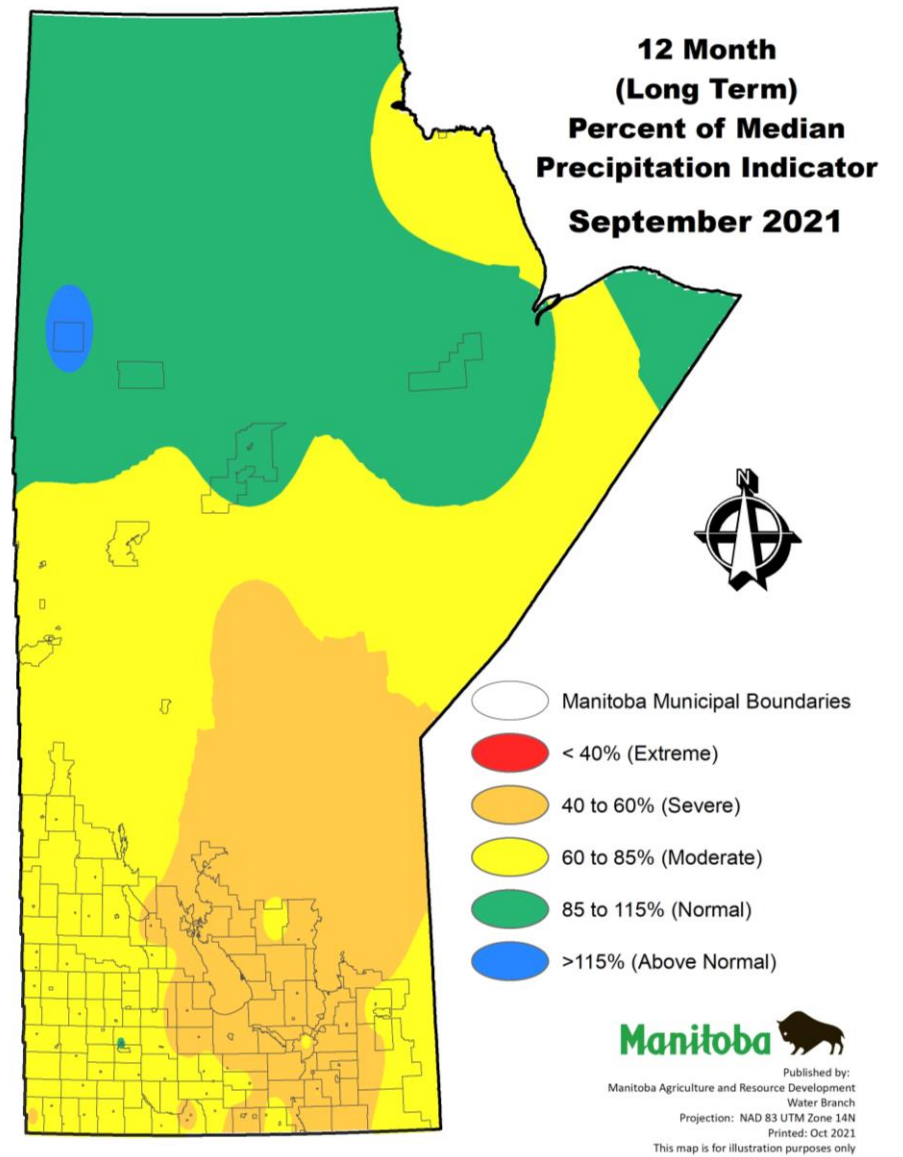 12 Month
(Long Term)
Percent of Median
Precipitation Indicator
September 2021
N
Manitoba Municipal Boundaries
< 40% (Extreme)
40 to 60% (Severe)
60 to 85% (Moderate)
85 to 115% (Normal)
>115% (Above Normal)
Manitoba
Published by:
Manitoba Agriculture and Resource Development
Water Branch
Projection: NAD 83 UTM Zone 14N
Printed: Oct 2021
This map is for illustration purposes only